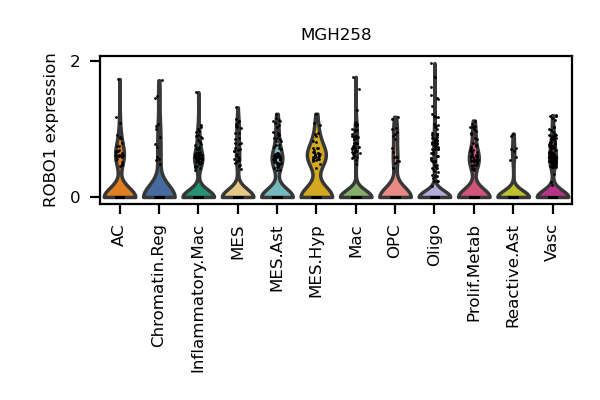 MGH258
ROBO1 expression
2
0
AC
Chromatin.Reg
Inflammatory.Mac
MES
MES.Ast
MES.Hyp
Mac
OPC
Oligo
Prolif.Metab
Reactive.Ast
Vasc